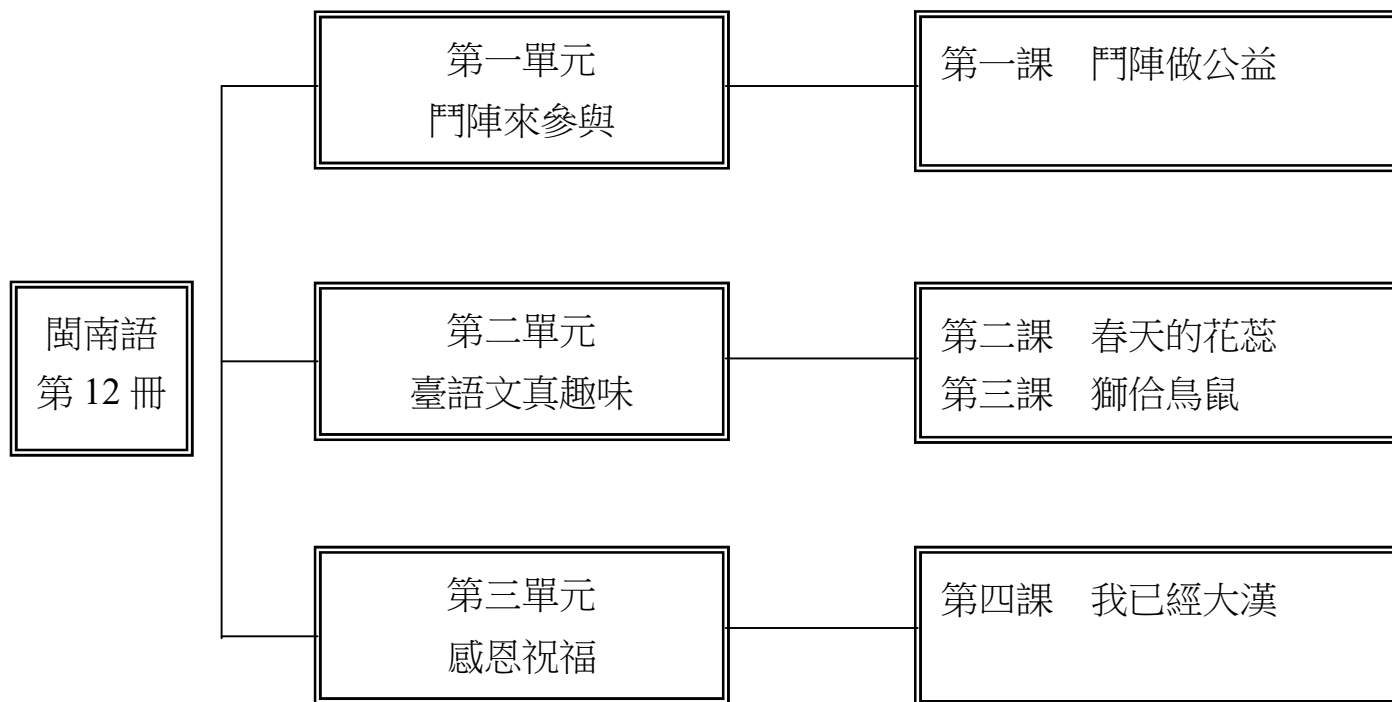 閩南語
第 12 冊
第一單元
鬥陣來參與
第一課　鬥陣做公益
第二單元
臺語文真趣味
第二課　春天的花蕊
第三課　獅佮鳥鼠
第三單元
感恩祝福
第四課　我已經大漢